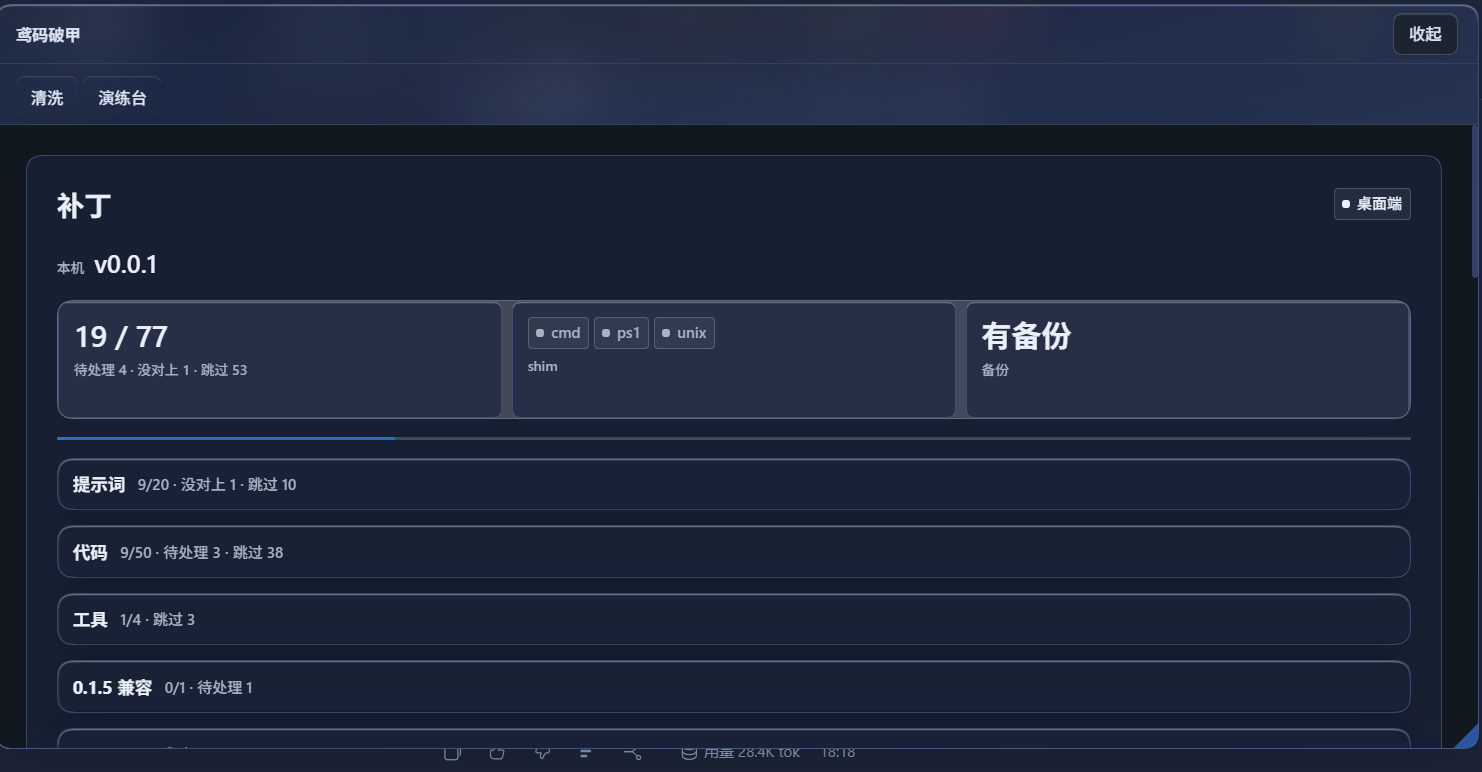 鸢码破甲
收起
清洗 演练台
补丁
桌面端
本机 v0.0.1
19 / 77
待处理 4 · 没对上 1 · 跳过 53
cmd ps1 unix
shim
有备份
备份
提示词 9/20 · 没对上 1 · 跳过 10
代码 9/50 · 待处理 3 · 跳过 38
工具 1/4 · 跳过 3
0.1.5 兼容 0/1 · 待处理 1
用量 28.4K tok 18:18